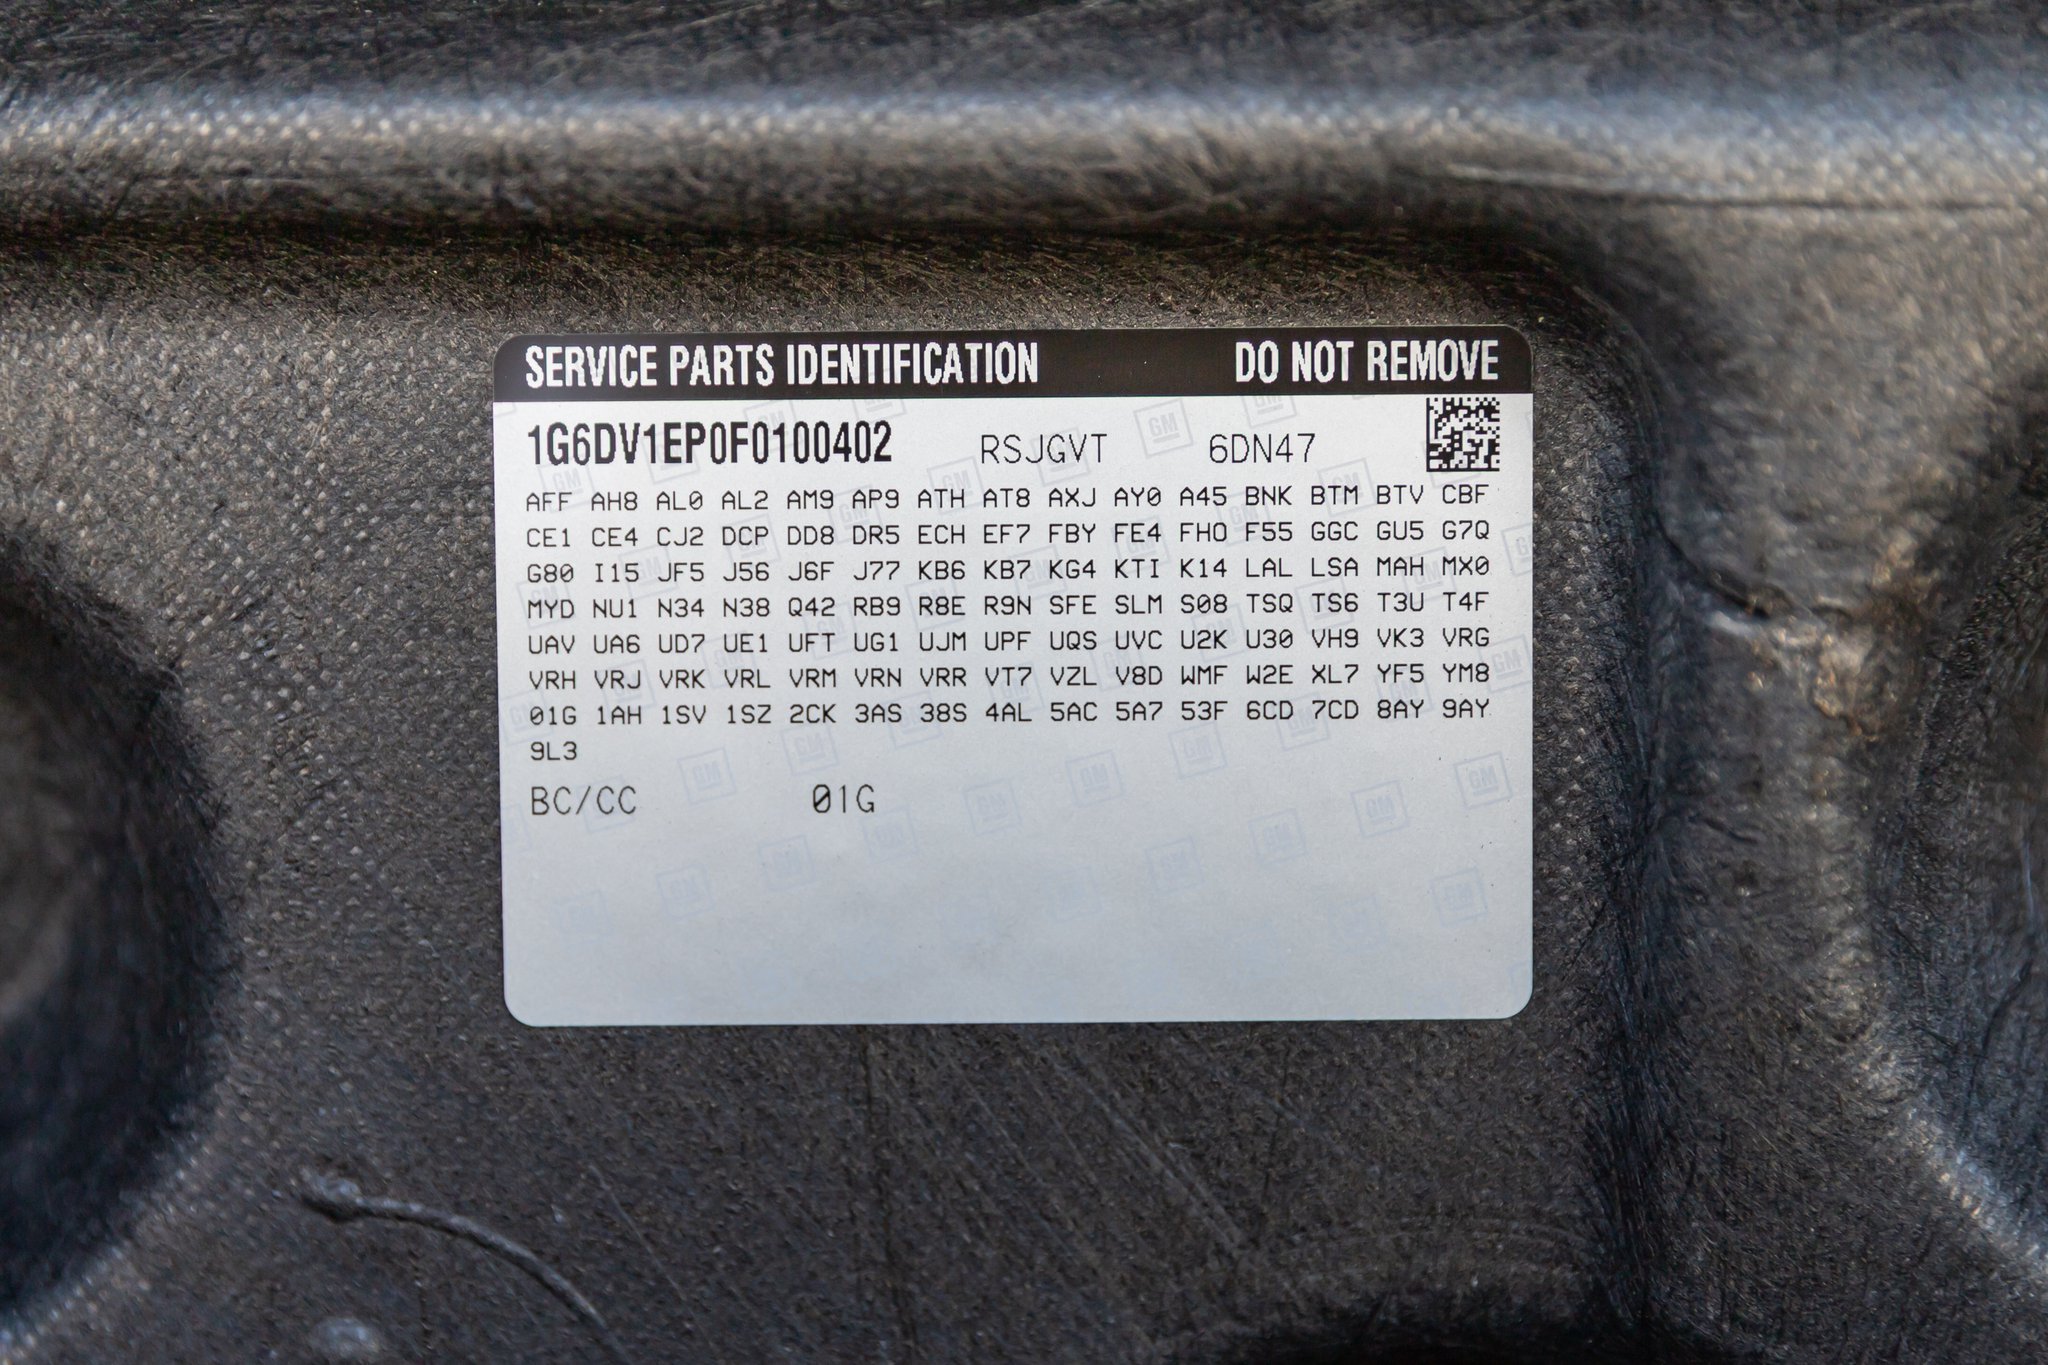 SERVICE PARTS IDENTIFICATION DO NOT REMOVE
1G6DV1EP0F0100402 RSJGVT 6DN47
AFF AH8 AL0 AL2 AM9 AP9 ATH AT8 AXJ AY0 A45 BNK BTM BTV CBF
CE1 CE4 CJ2 DCP DD8 DR5 ECH EF7 FBY FE4 FHO F55 GGC GU5 G7Q
G80 I15 JF5 J56 J6F J77 KB6 KB7 KG4 KTI K14 LAL LSA MAH MX0
MYD NU1 N34 N38 Q42 RB9 R8E R9N SFE SLM S08 TSQ TS6 T3U T4F
UAV UA6 UD7 UE1 UFT UG1 UJM UPF UQS UVC U2K U30 VH9 VK3 VRG
VRH VRJ VRK VRL VRM VRN VRR VT7 VZL V8D WMF W2E XL7 YF5 YM8
01G 1AH 1SV 1SZ 2CK 3AS 38S 4AL 5AC 5A7 53F 6CD 7CD 8AY 9AY
9L3
BC/CC 01G